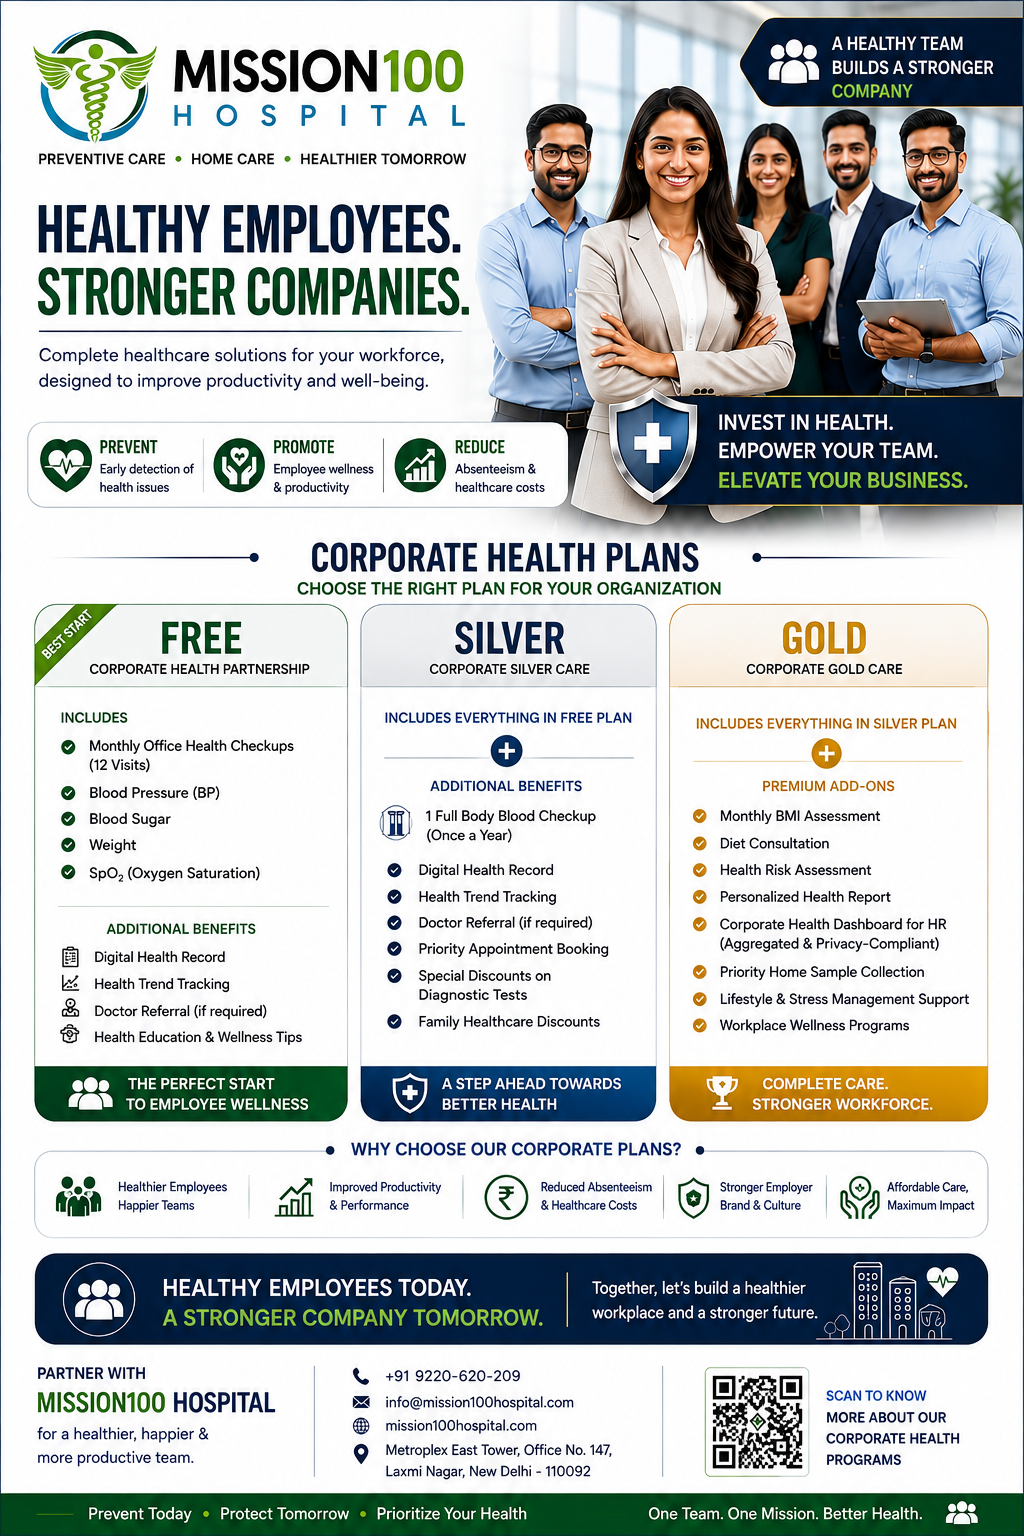 MISSION100
HOSPITAL
PREVENTIVE CARE • HOME CARE • HEALTHIER TOMORROW
A HEALTHY TEAM
BUILDS A STRONGER
COMPANY
HEALTHY EMPLOYEES.
STRONGER COMPANIES.
Complete healthcare solutions for your workforce,
designed to improve productivity and well-being.
PREVENT
Early detection of
health issues
PROMOTE
Employee wellness
& productivity
REDUCE
Absenteeism &
healthcare costs
INVEST IN HEALTH.
EMPOWER YOUR TEAM.
ELEVATE YOUR BUSINESS.
CORPORATE HEALTH PLANS
CHOOSE THE RIGHT PLAN FOR YOUR ORGANIZATION
BEST START
FREE
CORPORATE HEALTH PARTNERSHIP
INCLUDES
Monthly Office Health Checkups
(12 Visits)
Blood Pressure (BP)
Blood Sugar
Weight
SpO₂ (Oxygen Saturation)
ADDITIONAL BENEFITS
Digital Health Record
Health Trend Tracking
Doctor Referral (if required)
Health Education & Wellness Tips
THE PERFECT START
TO EMPLOYEE WELLNESS
SILVER
CORPORATE SILVER CARE
INCLUDES EVERYTHING IN FREE PLAN
ADDITIONAL BENEFITS
1 Full Body Blood Checkup
(Once a Year)
Digital Health Record
Health Trend Tracking
Doctor Referral (if required)
Priority Appointment Booking
Special Discounts on
Diagnostic Tests
Family Healthcare Discounts
A STEP AHEAD TOWARDS
BETTER HEALTH
GOLD
CORPORATE GOLD CARE
INCLUDES EVERYTHING IN SILVER PLAN
PREMIUM ADD-ONS
Monthly BMI Assessment
Diet Consultation
Health Risk Assessment
Personalized Health Report
Corporate Health Dashboard for HR
(Aggregated & Privacy-Compliant)
Priority Home Sample Collection
Lifestyle & Stress Management Support
Workplace Wellness Programs
COMPLETE CARE.
STRONGER WORKFORCE.
WHY CHOOSE OUR CORPORATE PLANS?
Healthier Employees
Happier Teams
Improved Productivity
& Performance
₹
Reduced Absenteeism
& Healthcare Costs
Stronger Employer
Brand & Culture
Affordable Care,
Maximum Impact
HEALTHY EMPLOYEES TODAY.
A STRONGER COMPANY TOMORROW.
Together, let's build a healthier
workplace and a stronger future.
PARTNER WITH
MISSION100 HOSPITAL
for a healthier, happier &
more productive team.
+91 9220-620-209
info@mission100hospital.com
mission100hospital.com
Metroplex East Tower, Office No. 147,
Laxmi Nagar, New Delhi - 110092
SCAN TO KNOW
MORE ABOUT OUR
CORPORATE HEALTH
PROGRAMS
Prevent Today • Protect Tomorrow • Prioritize Your Health
One Team. One Mission. Better Health.